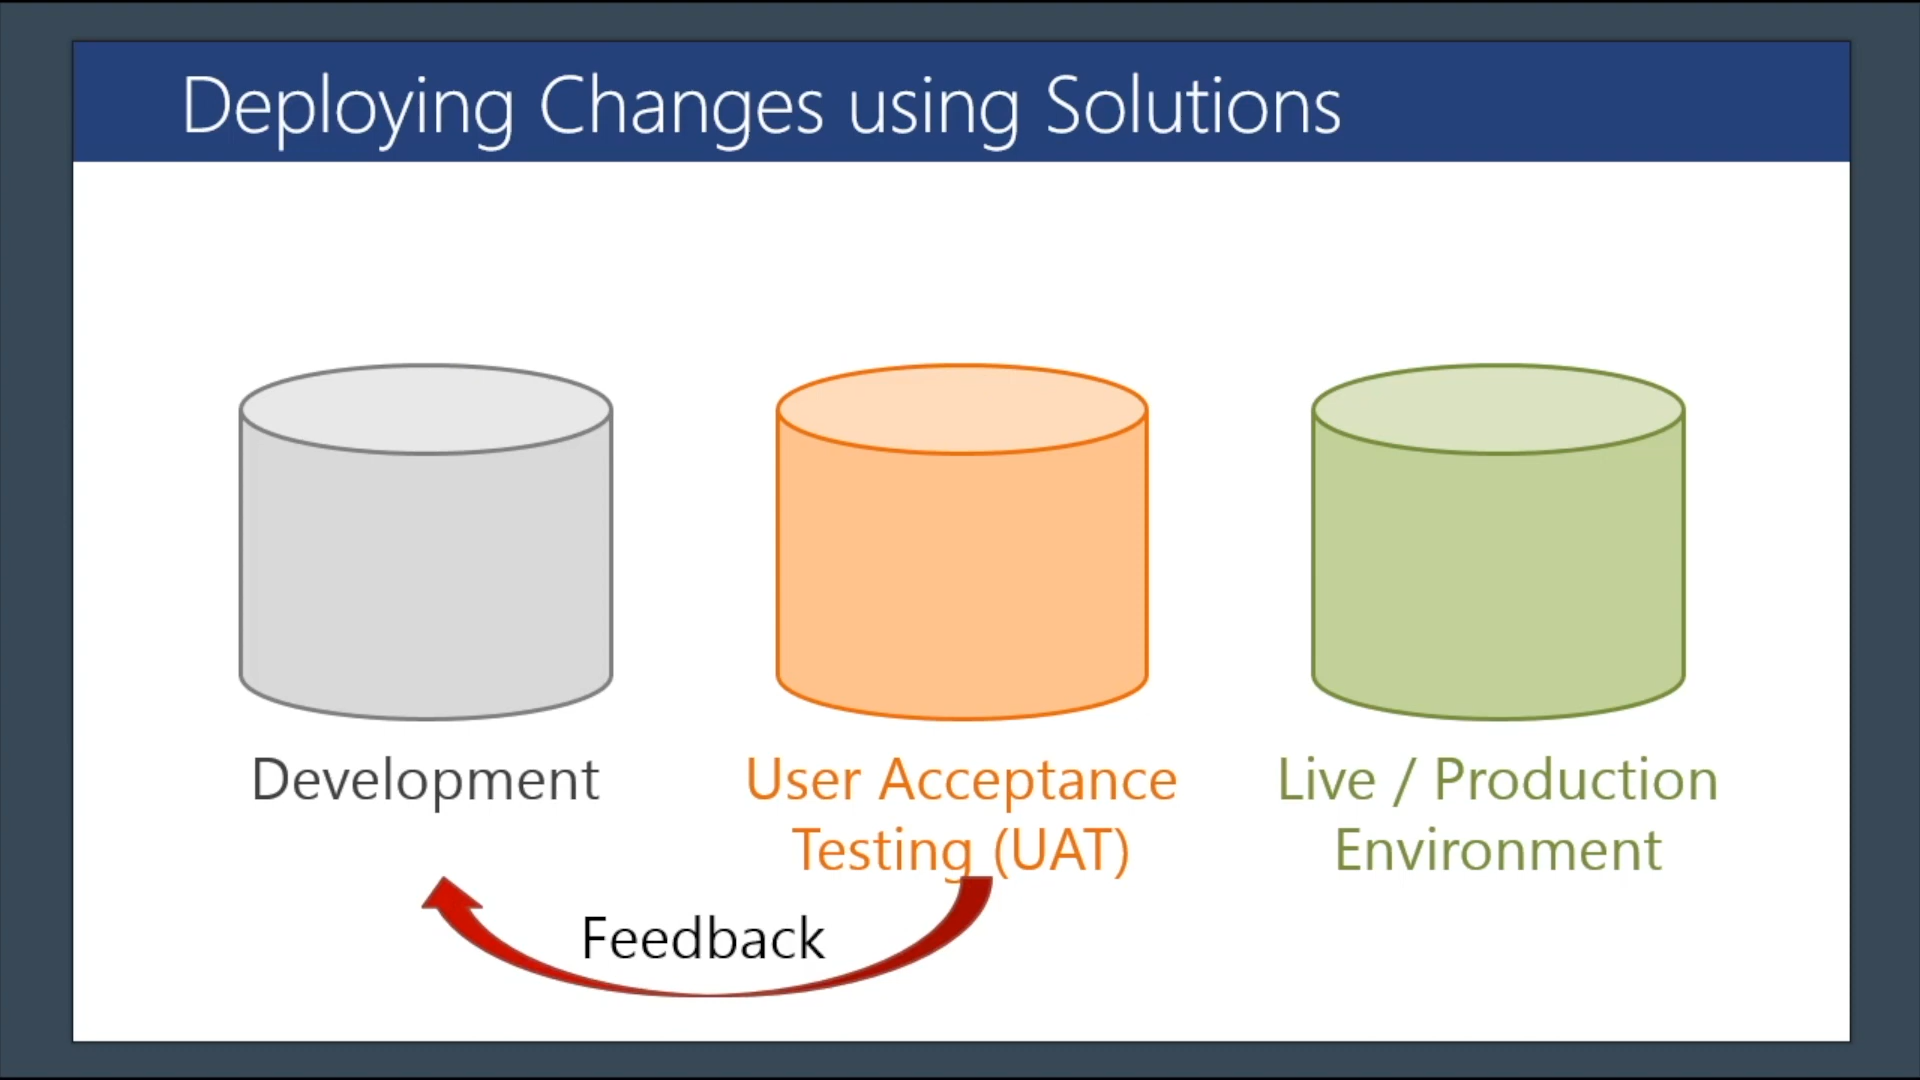 Deploying Changes using Solutions
Development
User Acceptance
Testing (UAT)
Live / Production
Environment
Feedback